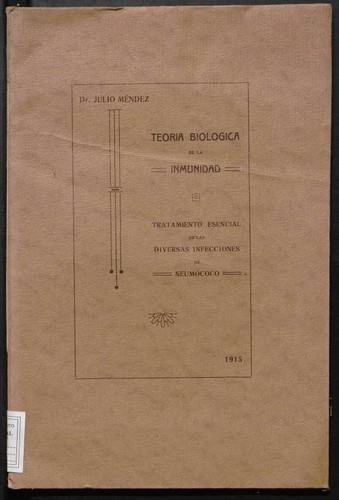 Dr. JULIO MÉNDEZ
TEORIA BIOLOGICA
DE LA
INMUNIDAD
TRATAMIENTO ESENCIAL
DE LAS
DIVERSAS INFECCIONES
DE
NEUMOCOCO
1915